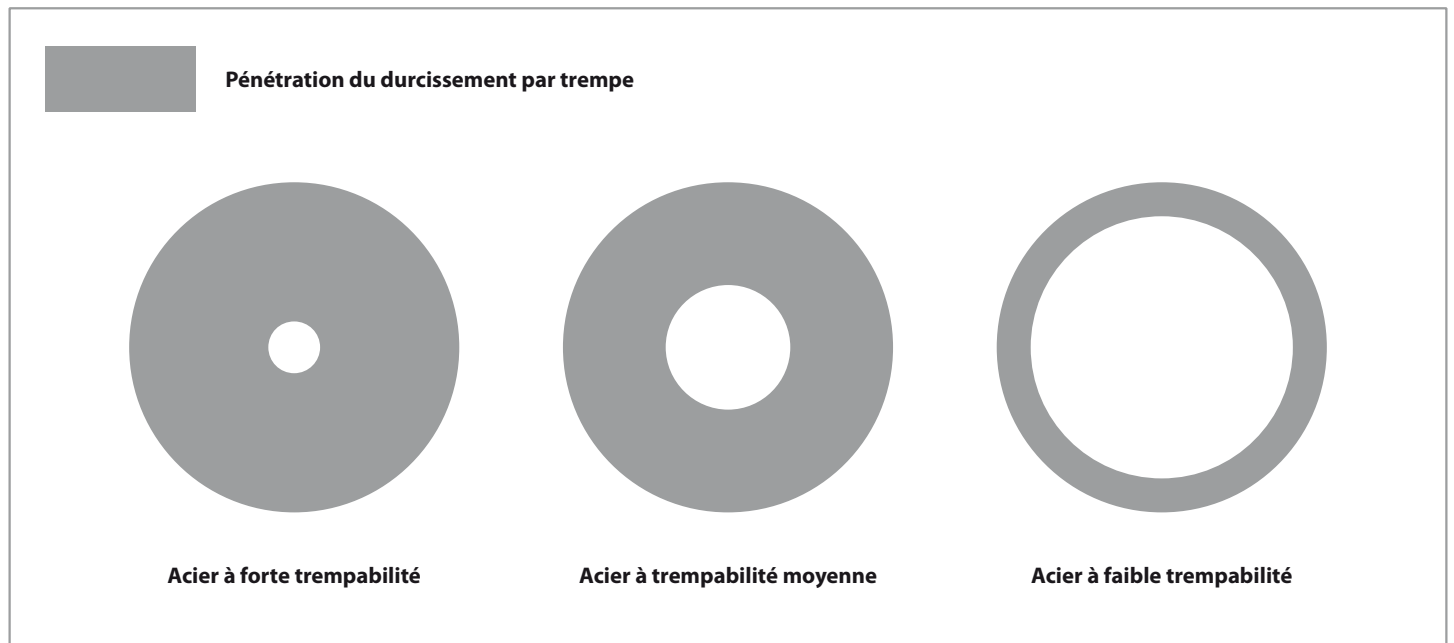 Pénétration du durcissement par trempe
Acier à forte trempabilité
Acier à trempabilité moyenne
Acier à faible trempabilité